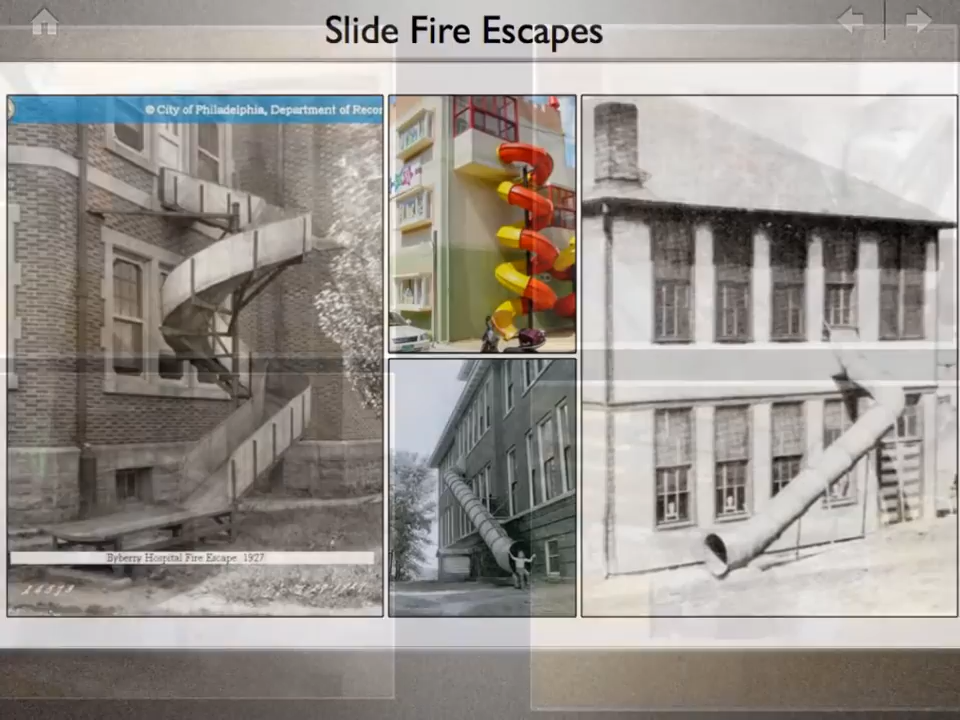 Slide Fire Escapes
© City of Philadelphia, Department of Recor
Byberry Hospital Fire Escape, 1927